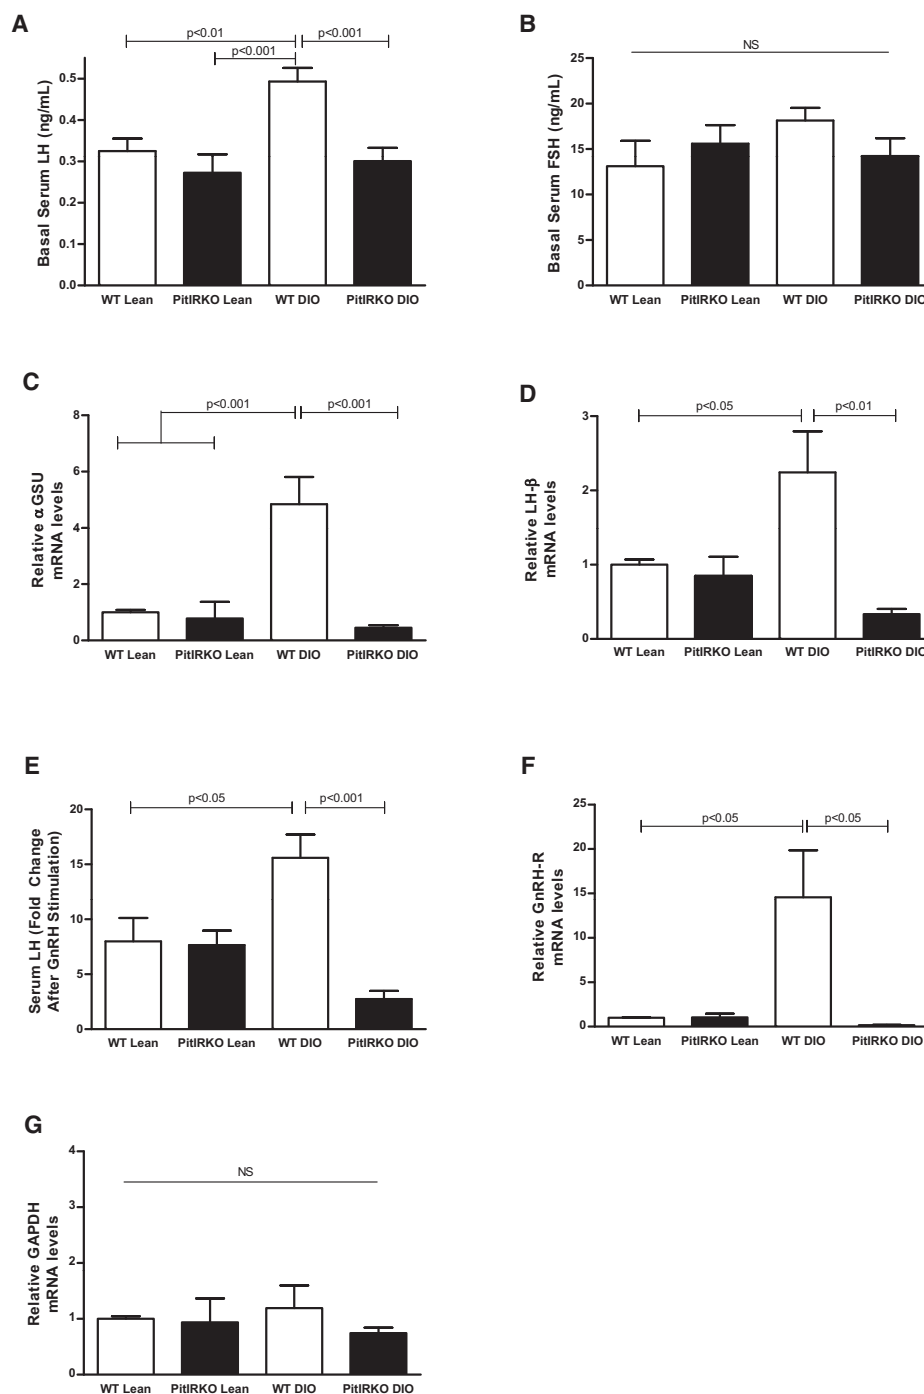 A
p<0.01
p<0.001
p<0.001
Basal Serum LH (ng/mL)
0.5
0.4
0.3
0.2
0.1
0.0
WT Lean PitIRKO Lean WT DIO PitIRKO DIO
B
NS
Basal Serum FSH (ng/mL)
25
20
15
10
5
0
WT Lean PitIRKO Lean WT DIO PitIRKO DIO
C
p<0.001 p<0.001
Relative αGSU
mRNA levels
8
6
4
2
0
WT Lean PitIRKO Lean WT DIO PitIRKO DIO
D
p<0.05 p<0.01
Relative LH-β
mRNA levels
3
2
1
0
WT Lean PitIRKO Lean WT DIO PitIRKO DIO
E
p<0.05 p<0.001
Serum LH (Fold Change
After GnRH Stimulation)
20
15
10
5
0
WT Lean PitIRKO Lean WT DIO PitIRKO DIO
F
p<0.05 p<0.05
Relative GnRH-R
mRNA levels
25
20
15
10
5
0
WT Lean PitIRKO Lean WT DIO PitIRKO DIO
G
NS
Relative GAPDH
mRNA levels
4
3
2
1
0
WT Lean PitIRKO Lean WT DIO PitIRKO DIO